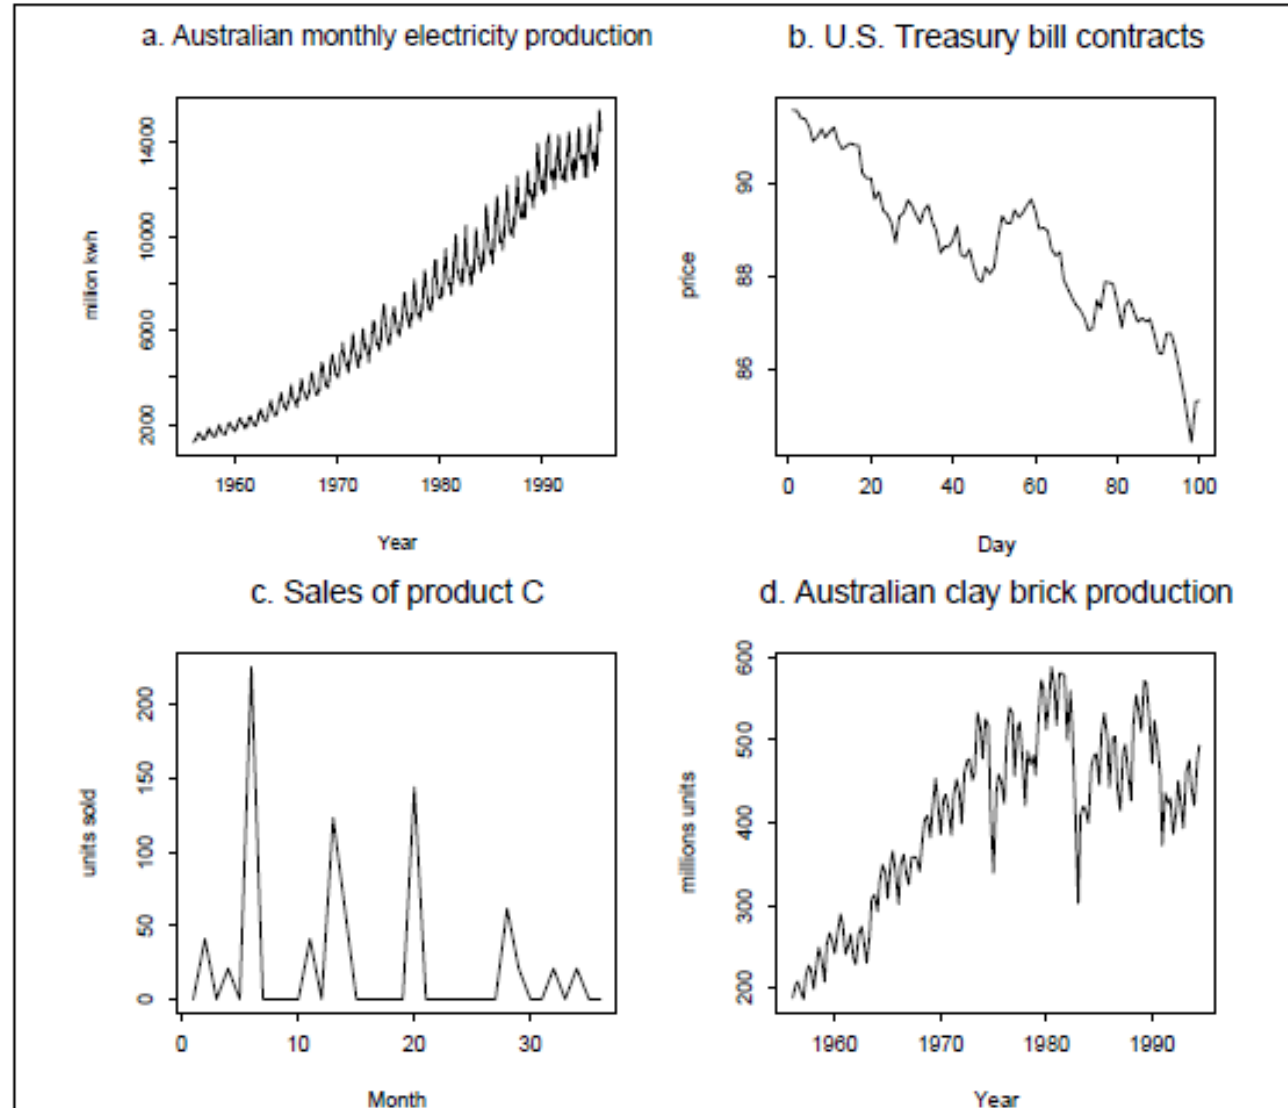 a. Australian monthly electricity production
million kwh
14000
10000
6000
2000
1960 1970 1980 1990
Year
b. U.S. Treasury bill contracts
price
90
88
86
0 20 40 60 80 100
Day
c. Sales of product C
units sold
200
150
100
50
0
0 10 20 30
Month
d. Australian clay brick production
millions units
600
500
400
300
200
1960 1970 1980 1990
Year